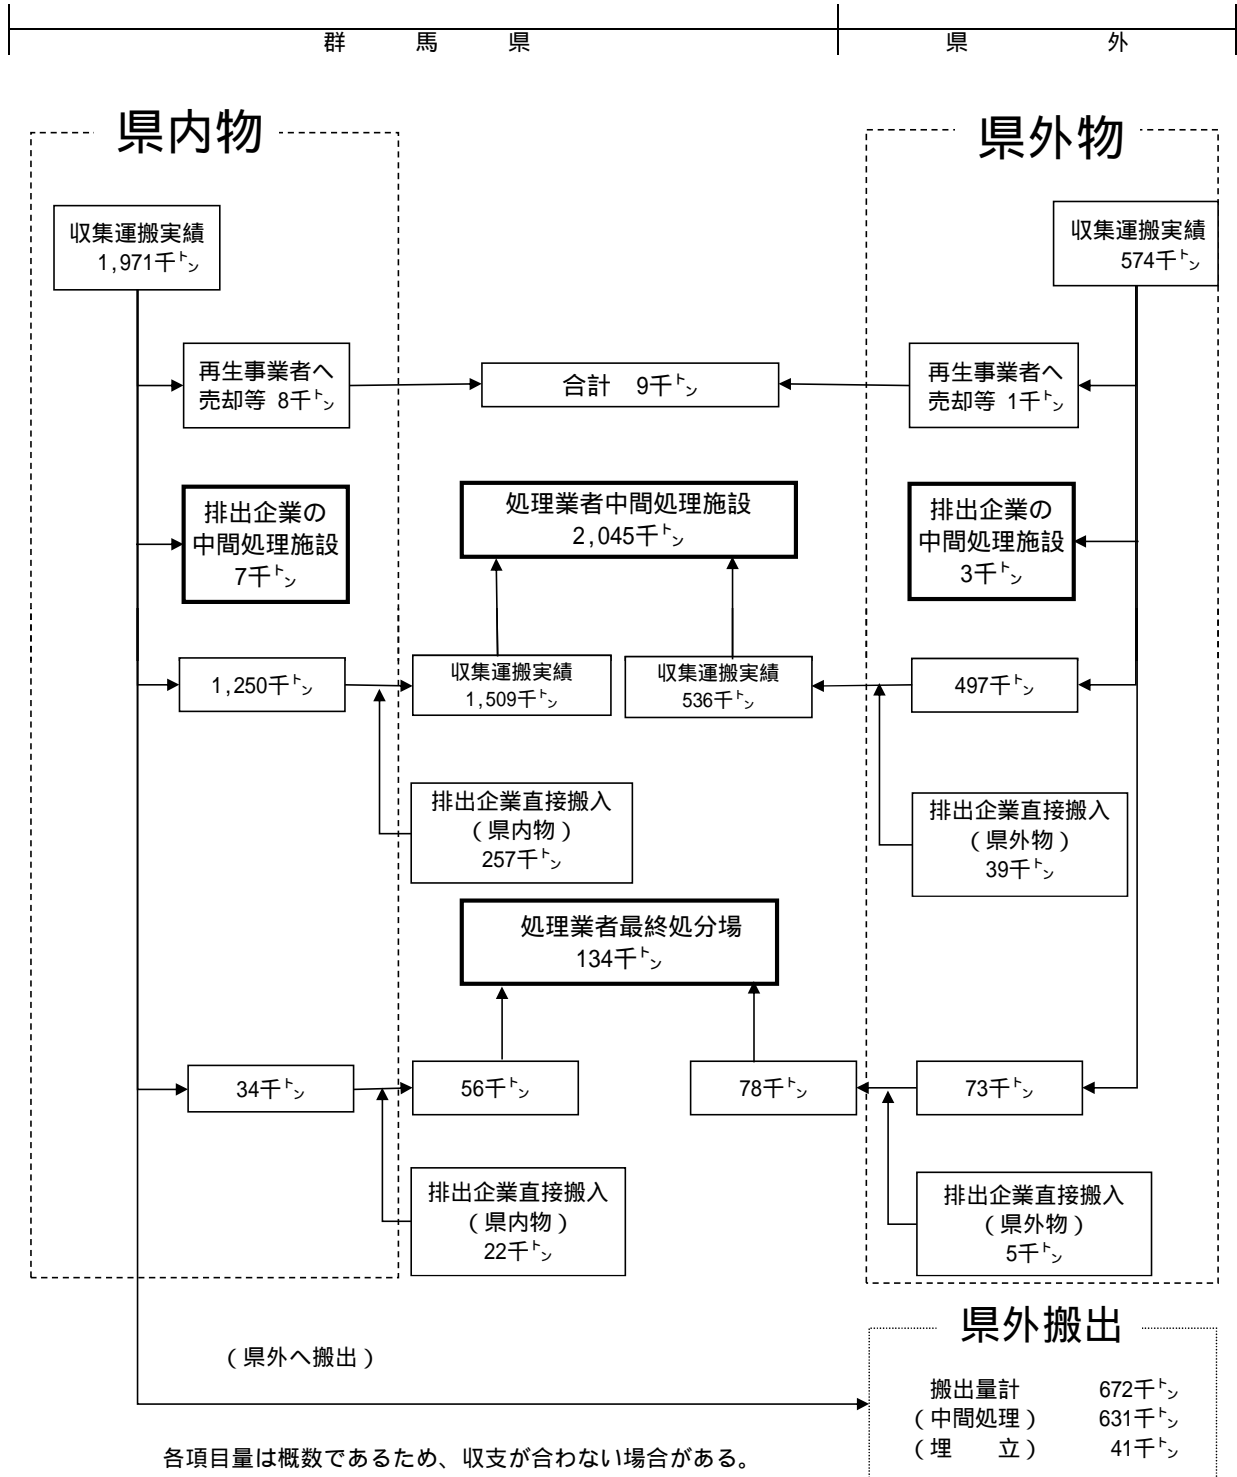 群馬県
県外
県内物
県外物
収集運搬実績
1,971千トン
収集運搬実績
574千トン
再生事業者へ
売却等 8千トン
合計 9千トン
再生事業者へ
売却等 1千トン
排出企業の
中間処理施設
7千トン
処理業者中間処理施設
2,045千トン
排出企業の
中間処理施設
3千トン
1,250千トン
収集運搬実績
1,509千トン
収集運搬実績
536千トン
497千トン
排出企業直接搬入
(県内物)
257千トン
排出企業直接搬入
(県外物)
39千トン
処理業者最終処分場
134千トン
34千トン
56千トン
78千トン
73千トン
排出企業直接搬入
(県内物)
22千トン
排出企業直接搬入
(県外物)
5千トン
県外搬出
(県外へ搬出)
搬出量計 672千トン
(中間処理) 631千トン
(埋 立) 41千トン
各項目量は概数であるため、収支が合わない場合がある。